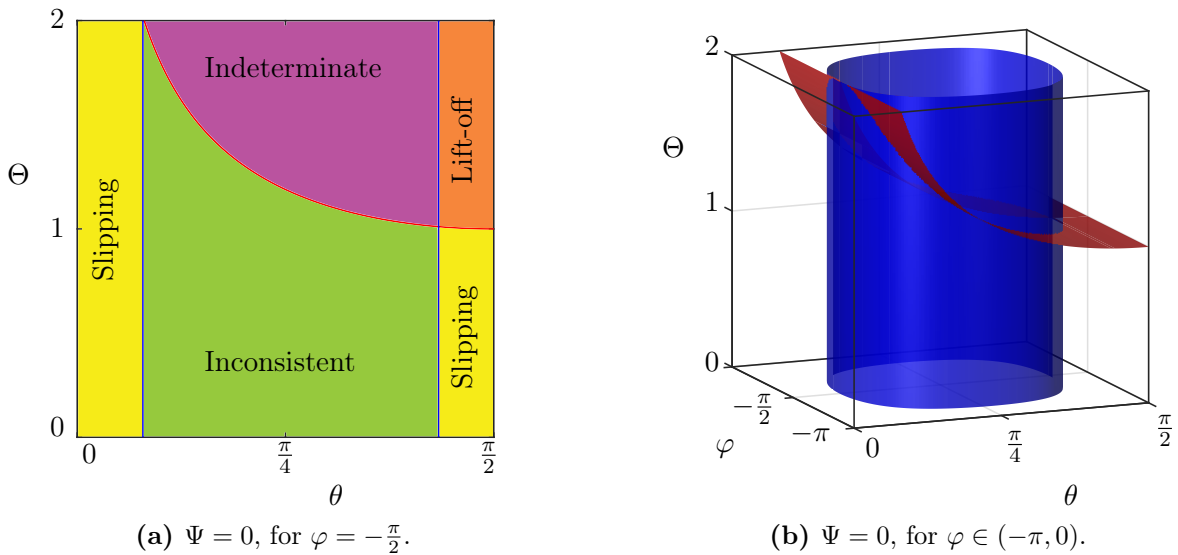 2
Indeterminate
Lift-off
Θ
1
Slipping
Inconsistent
Slipping
0
0
π/4
π/2
θ
(a) Ψ = 0, for φ = −π/2.
2
Θ
1
0
−π/2
φ
−π
0
π/4
π/2
θ
(b) Ψ = 0, for φ ∈ (−π, 0).